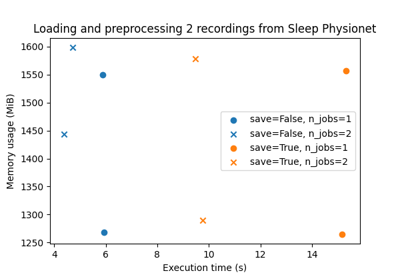 Loading and preprocessing 2 recordings from Sleep Physionet
1600
1550
1500
1450
1400
1350
1300
1250
Memory usage (MiB)
save=False, n_jobs=1
save=False, n_jobs=2
save=True, n_jobs=1
save=True, n_jobs=2
4 6 8 10 12 14
Execution time (s)